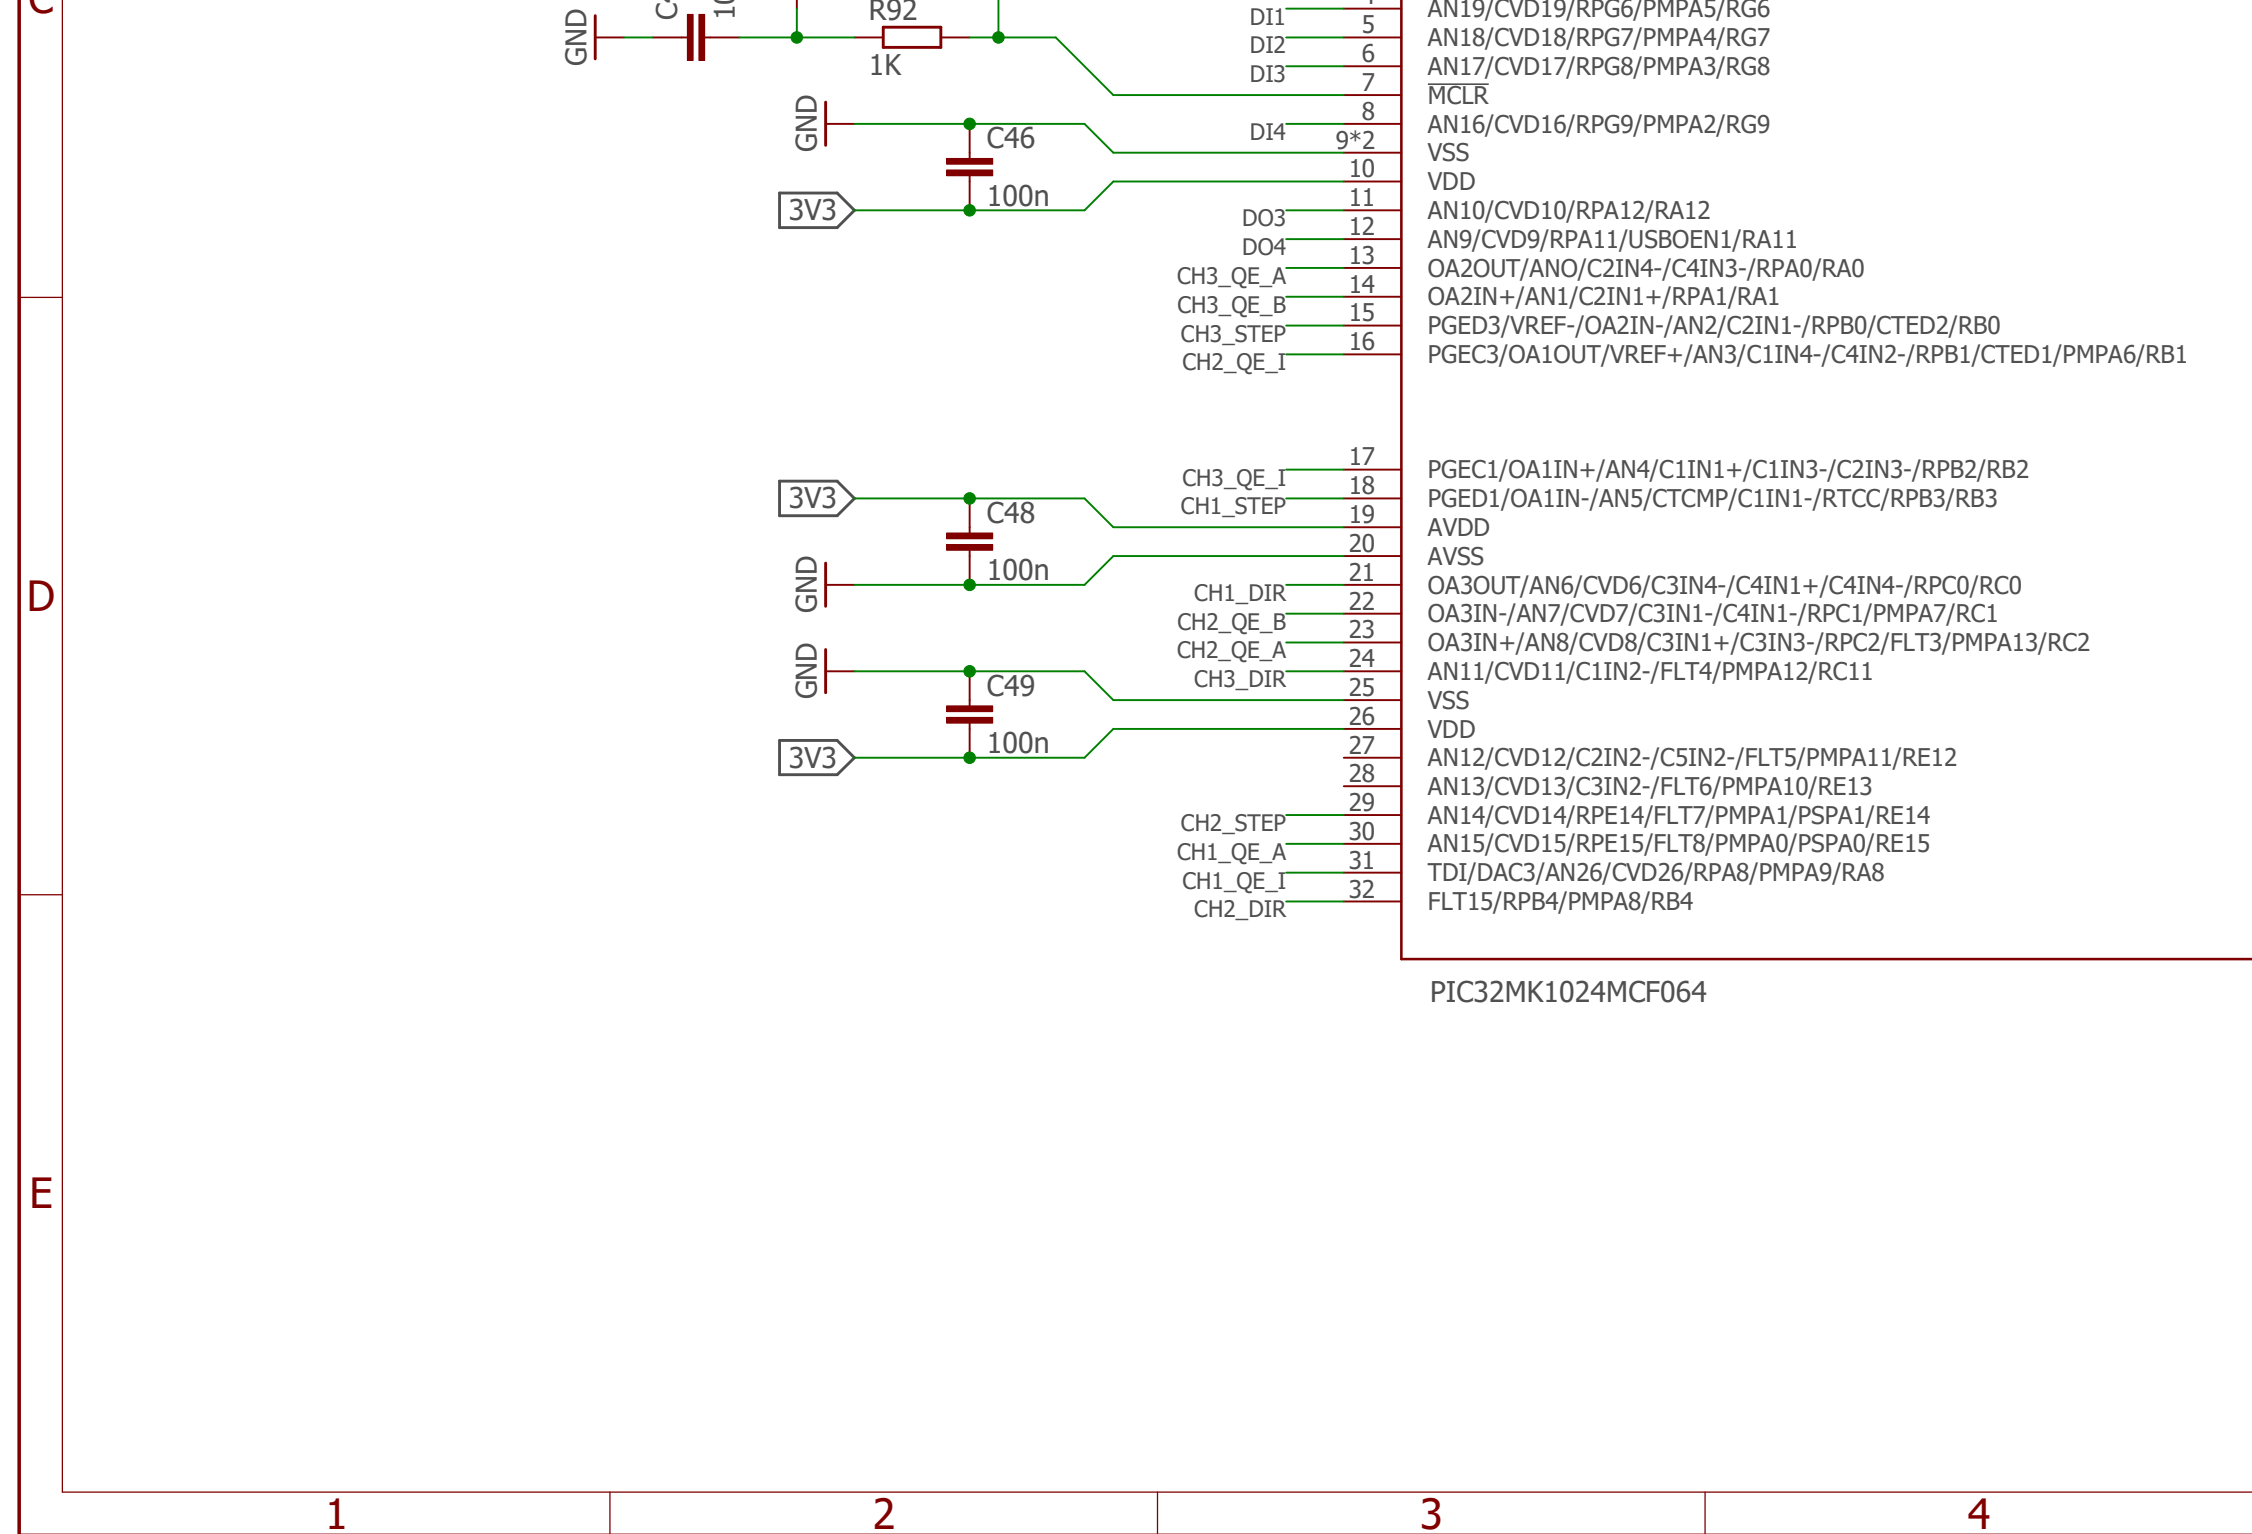 C
R92
1K
GND
DI1
5
AN19/CVD19/RPG6/PMPA5/RG6
DI2
6
AN18/CVD18/RPG7/PMPA4/RG7
DI3
7
AN17/CVD17/RPG8/PMPA3/RG8
MCLR
8
DI4
AN16/CVD16/RPG9/PMPA2/RG9
9*2
VSS
10
VDD
GND
C46
100n
3V3
11
DO3
AN10/CVD10/RPA12/RA12
12
DO4
AN9/CVD9/RPA11/USBOEN1/RA11
13
CH3_QE_A
OA2OUT/ANO/C2IN4-/C4IN3-/RPA0/RA0
14
CH3_QE_B
OA2IN+/AN1/C2IN1+/RPA1/RA1
15
CH3_STEP
PGED3/VREF-/OA2IN-/AN2/C2IN1-/RPB0/CTED2/RB0
16
CH2_QE_I
PGEC3/OA1OUT/VREF+/AN3/C1IN4-/C4IN2-/RPB1/CTED1/PMPA6/RB1
17
CH3_QE_I
PGEC1/OA1IN+/AN4/C1IN1+/C1IN3-/C2IN3-/RPB2/RB2
18
CH1_STEP
PGED1/OA1IN-/AN5/CTCMP/C1IN1-/RTCC/RPB3/RB3
19
AVDD
20
AVSS
3V3
C48
100n
GND
21
CH1_DIR
OA3OUT/AN6/CVD6/C3IN4-/C4IN1+/C4IN4-/RPC0/RC0
22
CH2_QE_B
OA3IN-/AN7/CVD7/C3IN1-/C4IN1-/RPC1/PMPA7/RC1
23
CH2_QE_A
OA3IN+/AN8/CVD8/C3IN1+/C3IN3-/RPC2/FLT3/PMPA13/RC2
24
CH3_DIR
AN11/CVD11/C1IN2-/FLT4/PMPA12/RC11
25
VSS
26
VDD
GND
C49
100n
3V3
27
AN12/CVD12/C2IN2-/C5IN2-/FLT5/PMPA11/RE12
28
AN13/CVD13/C3IN2-/FLT6/PMPA10/RE13
29
CH2_STEP
AN14/CVD14/RPE14/FLT7/PMPA1/PSPA1/RE14
30
CH1_QE_A
AN15/CVD15/RPE15/FLT8/PMPA0/PSPA0/RE15
31
CH1_QE_I
TDI/DAC3/AN26/CVD26/RPA8/PMPA9/RA8
32
CH2_DIR
FLT15/RPB4/PMPA8/RB4
PIC32MK1024MCF064
D
E
1
2
3
4